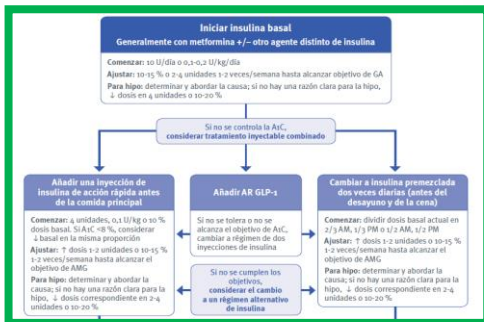 Iniciar insulina basal
Generalmente con metformina +/− otro agente distinto de insulina
Comenzar: 10 U/día o 0,1-0,2 U/kg/día
Ajustar: 10-15 % o 2-4 unidades 1-2 veces/semana hasta alcanzar objetivo de GA
Para hipo: determinar y abordar la causa; si no hay una razón clara para la hipo,
↓ dosis en 4 unidades o 10-20 %
Si no se controla la A1C,
considerar tratamiento inyectable combinado
Añadir una inyección de
insulina de acción rápida antes
de la comida principal
Comenzar: 4 unidades, 0,1 U/kg o 10 %
dosis basal. Si A1C <8 %, considerar
↓ basal en la misma proporción
Ajustar: ↑ dosis 1-2 unidades o 10-15 %
1-2 veces/semana hasta alcanzar el
objetivo de AMG
Para hipo: determinar y abordar la
causa; si no hay una razón clara para la
hipo, ↓ dosis correspondiente en 2-4
unidades o 10-20 %
Añadir AR GLP-1
Si no se tolera o no se
alcanza el objetivo de A1C,
cambiar a régimen de dos
inyecciones de insulina
Si no se cumplen los
objetivos,
considerar el cambio
a un régimen alternativo
de insulina
Cambiar a insulina premezclada
dos veces diarias (antes del
desayuno y de la cena)
Comenzar: dividir dosis basal actual en
2/3 AM, 1/3 PM o 1/2 AM, 1/2 PM
Ajustar: ↑ dosis 1-2 unidades o 10-15 %
1-2 veces/semana hasta alcanzar el
objetivo de AMG
Para hipo: determinar y abordar la
causa; si no hay una razón clara para la
hipo, ↓ dosis correspondiente en 2-4
unidades o 10-20 %